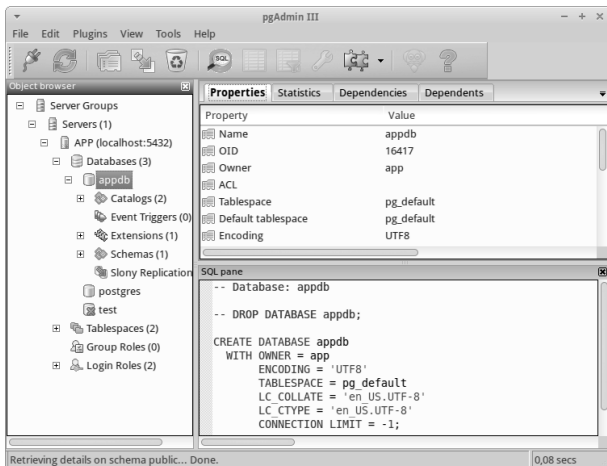 pgAdmin III
File Edit Plugins View Tools Help
SQL
Object browser
Server Groups
Servers (1)
APP (localhost:5432)
Databases (3)
appdb
Catalogs (2)
Event Triggers (0)
Extensions (1)
Schemas (1)
Slony Replication
postgres
test
Tablespaces (2)
Group Roles (0)
Login Roles (2)
Properties Statistics Dependencies Dependents
Property Value
Name appdb
OID 16417
Owner app
ACL
Tablespace pg_default
Default tablespace pg_default
Encoding UTF8
SQL pane
-- Database: appdb
-- DROP DATABASE appdb;
CREATE DATABASE appdb
WITH OWNER = app
ENCODING = 'UTF8'
TABLESPACE = pg_default
LC_COLLATE = 'en_US.UTF-8'
LC_CTYPE = 'en_US.UTF-8'
CONNECTION LIMIT = -1;
Retrieving details on schema public... Done. 0,08 secs